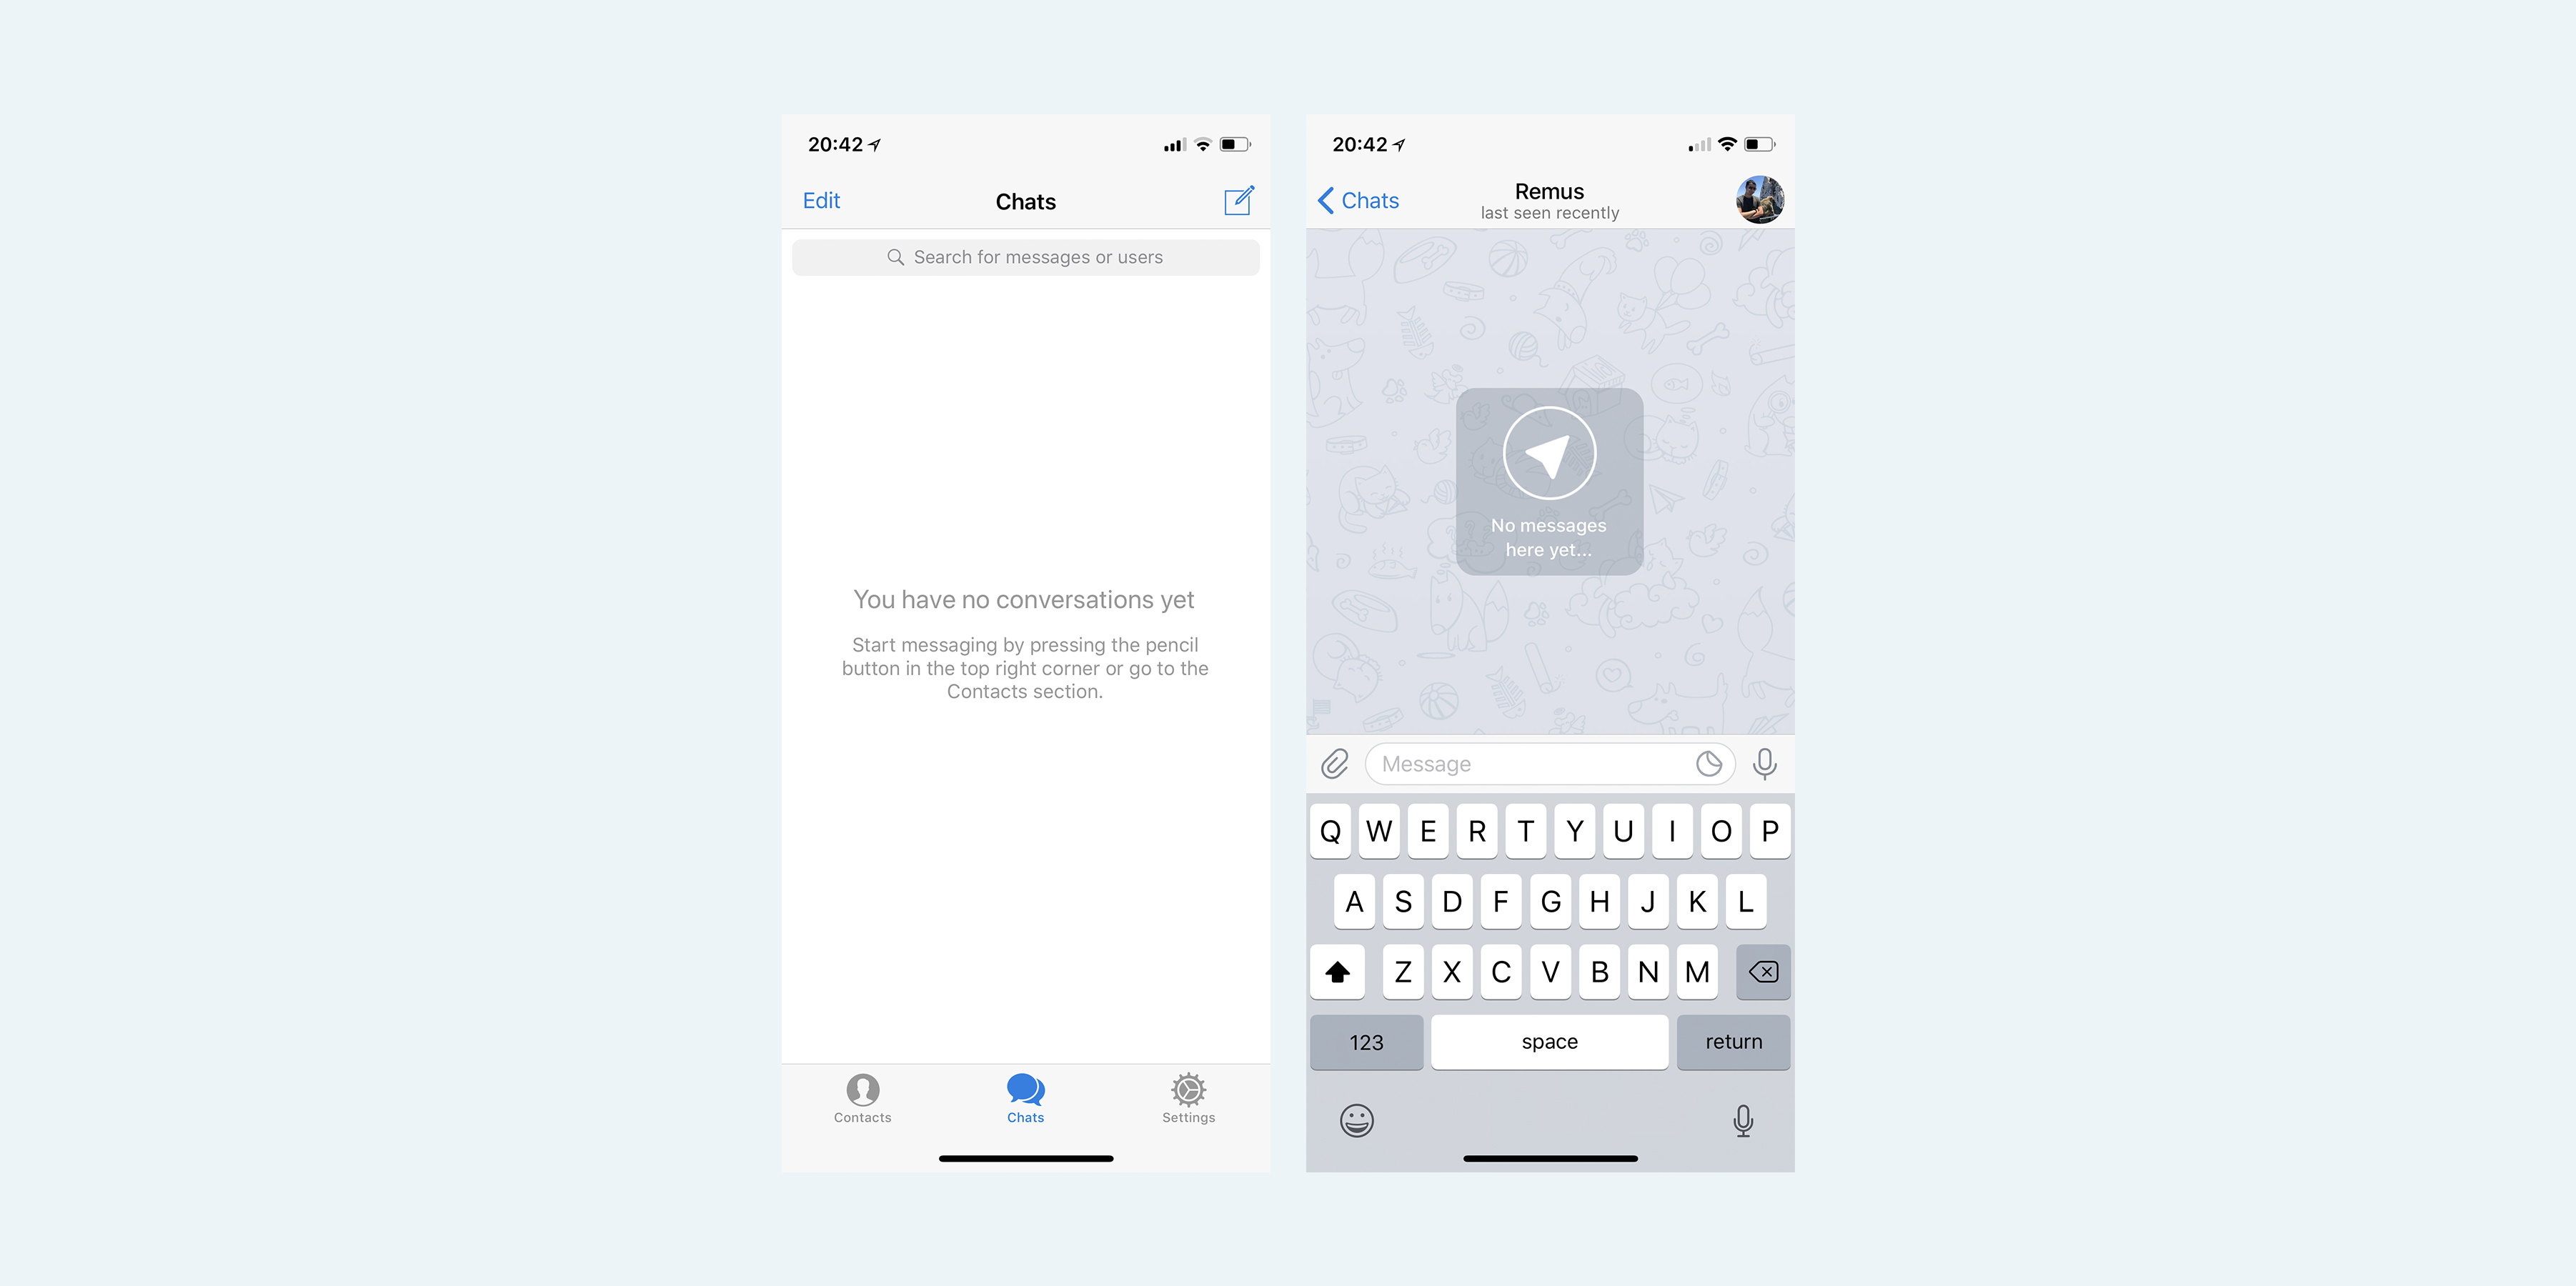 20:42
Edit
Chats
Search for messages or users
You have no conversations yet
Start messaging by pressing the pencil
button in the top right corner or go to the
Contacts section.
Contacts
Chats
Settings
20:42
Chats
Remus
last seen recently
No messages
here yet...
Message
Q W E R T Y U I O P
A S D F G H J K L
Z X C V B N M
123
space
return